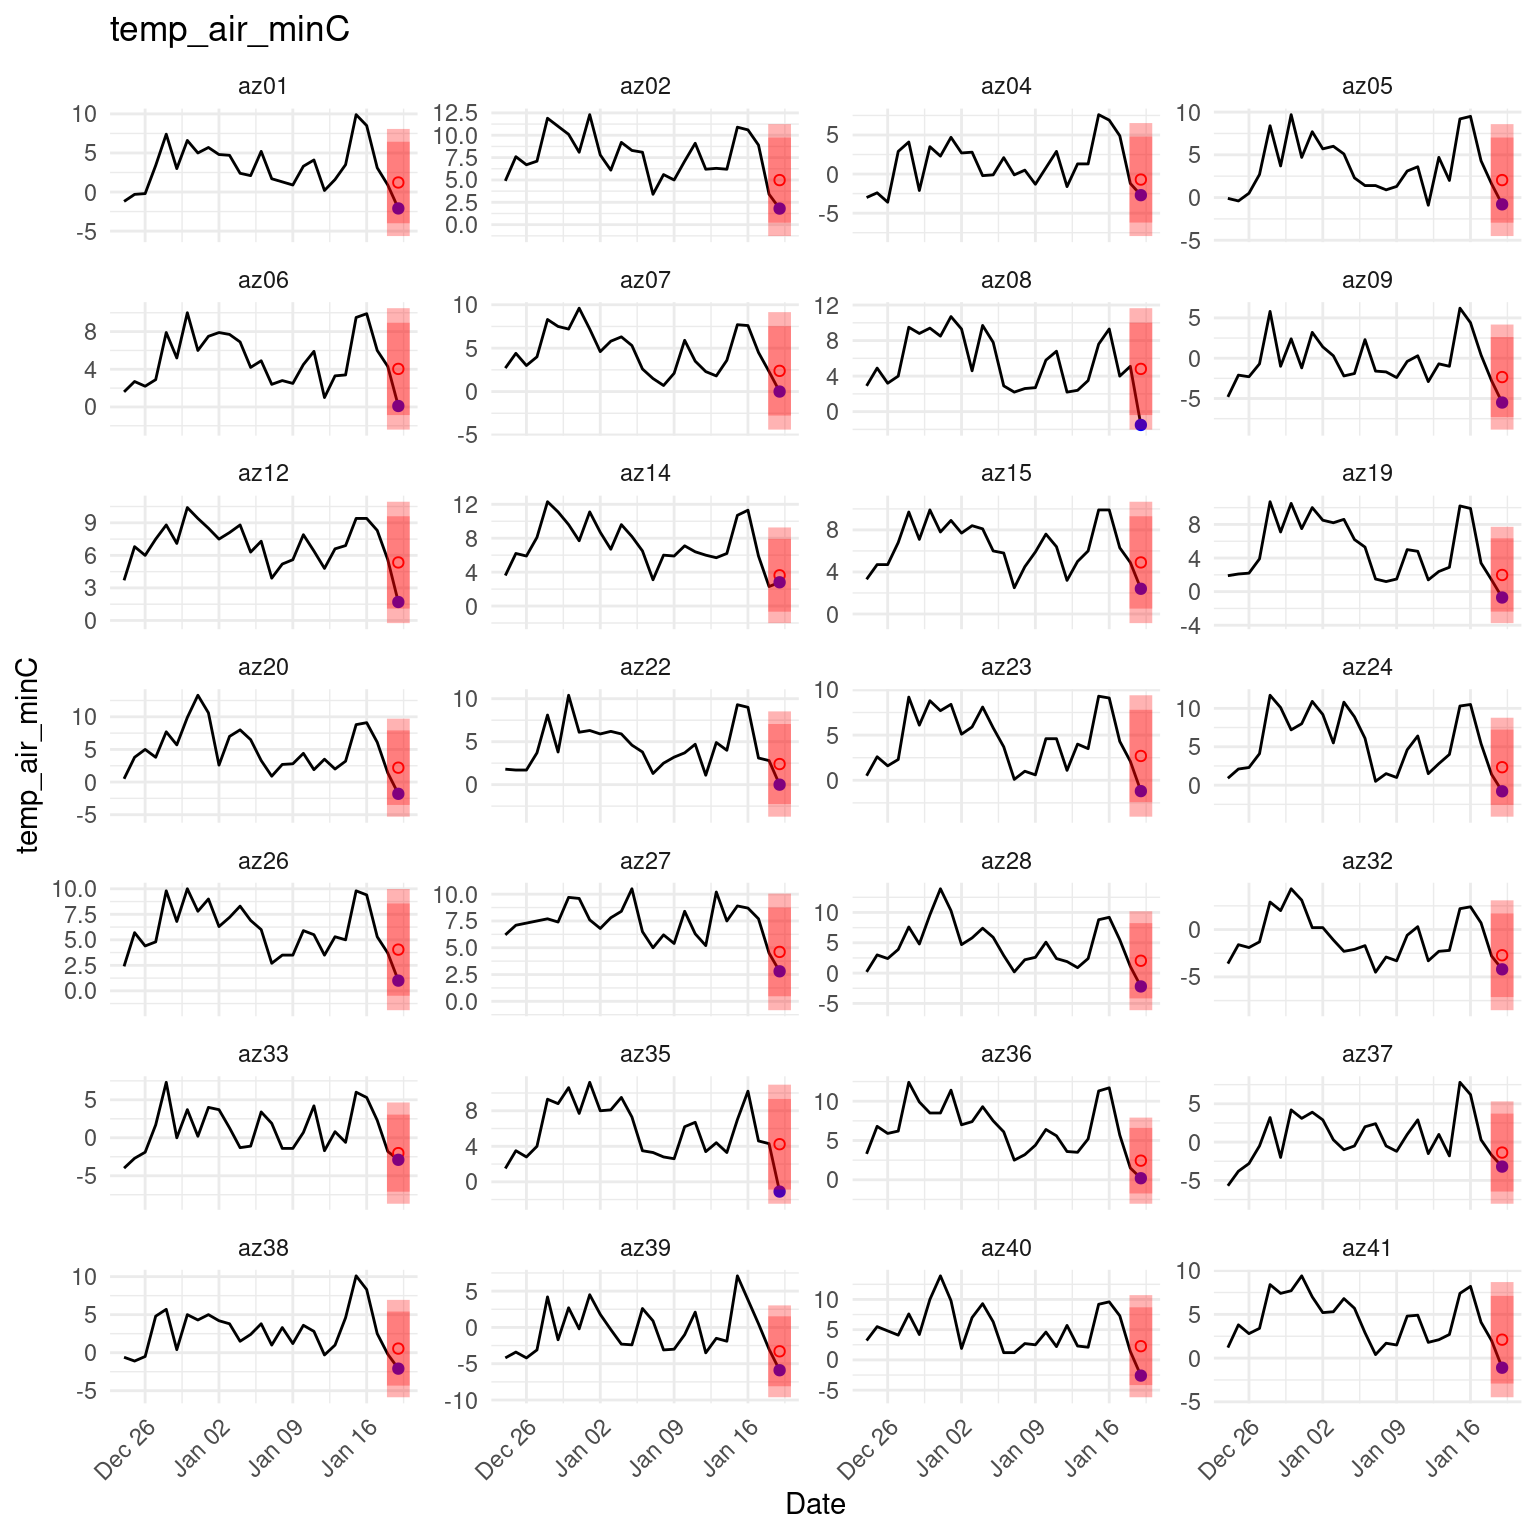 temp_air_minC
az01 az02 az04 az05
10 5 0 -5
12.5 10.0 7.5 5.0 2.5 0.0
5 0 -5
10 5 0 -5
az06 az07 az08 az09
8 4 0
10 5 0 -5
12 8 4 0
5 0 -5
az12 az14 az15 az19
9 6 3 0
12 8 4 0
8 4 0
8 4 0 -4
az20 az22 az23 az24
10 5 0 -5
10 5 0
10 5 0
10 5 0
az26 az27 az28 az32
10.0 7.5 5.0 2.5 0.0
10.0 7.5 5.0 2.5 0.0
10 5 0 -5
0 -5
az33 az35 az36 az37
5 0 -5
8 4 0
10 5 0
5 0 -5
az38 az39 az40 az41
10 5 0 -5
5 0 -5 -10
10 5 0 -5
10 5 0 -5
temp_air_minC
Dec 26 Jan 02 Jan 09 Jan 16
Dec 26 Jan 02 Jan 09 Jan 16
Dec 26 Jan 02 Jan 09 Jan 16
Dec 26 Jan 02 Jan 09 Jan 16
Date